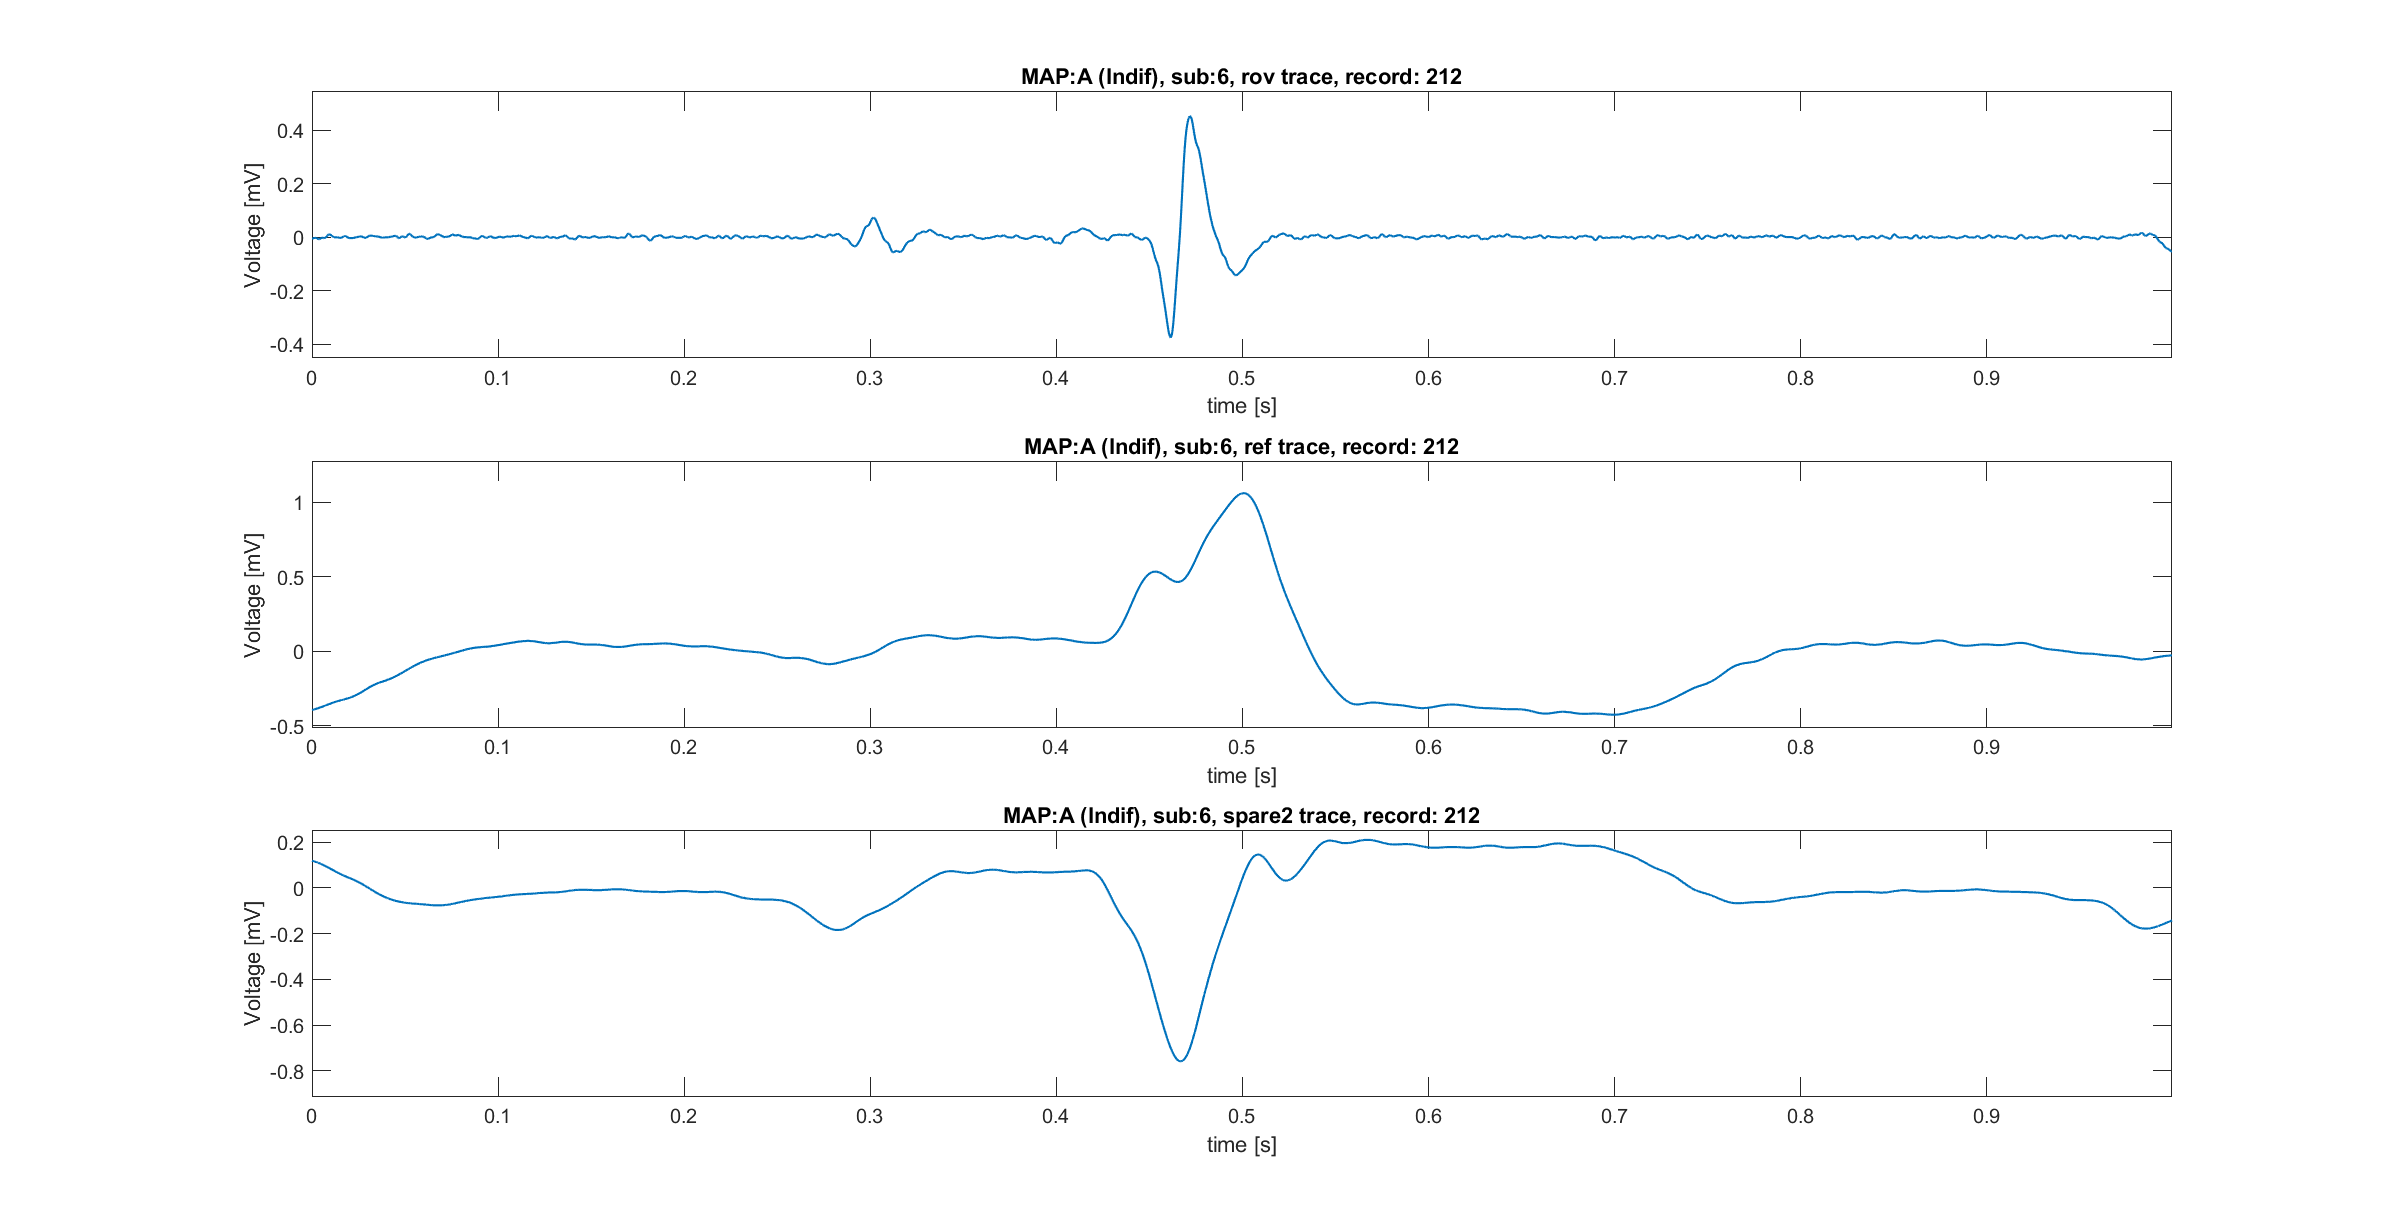 MAP:A (Indif), sub:6, rov trace, record: 212
Voltage [mV]
0.4
0.2
0
-0.2
-0.4
0 0.1 0.2 0.3 0.4 0.5 0.6 0.7 0.8 0.9
time [s]
MAP:A (Indif), sub:6, ref trace, record: 212
Voltage [mV]
1
0.5
0
-0.5
0 0.1 0.2 0.3 0.4 0.5 0.6 0.7 0.8 0.9
time [s]
MAP:A (Indif), sub:6, spare2 trace, record: 212
Voltage [mV]
0.2
0
-0.2
-0.4
-0.6
-0.8
0 0.1 0.2 0.3 0.4 0.5 0.6 0.7 0.8 0.9
time [s]